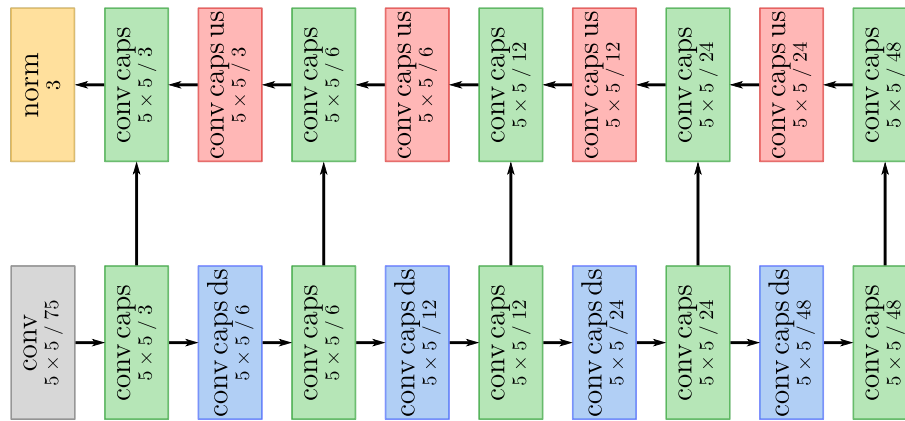 norm
3
conv caps
5 × 5 / 3
conv caps us
5 × 5 / 3
conv caps
5 × 5 / 6
conv caps us
5 × 5 / 6
conv caps
5 × 5 / 12
conv caps us
5 × 5 / 12
conv caps
5 × 5 / 24
conv caps us
5 × 5 / 24
conv caps
5 × 5 / 48
conv
5 × 5 / 75
conv caps
5 × 5 / 3
conv caps ds
5 × 5 / 6
conv caps
5 × 5 / 6
conv caps ds
5 × 5 / 12
conv caps
5 × 5 / 12
conv caps ds
5 × 5 / 24
conv caps
5 × 5 / 24
conv caps ds
5 × 5 / 48
conv caps
5 × 5 / 48